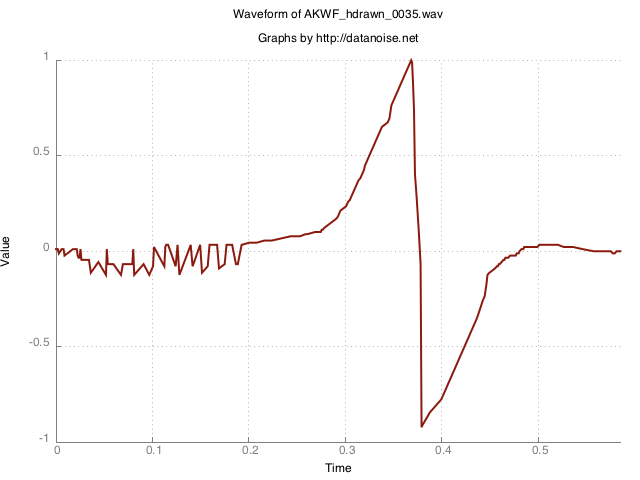 Waveform of AKWF_hdrawn_0035.wav
Graphs by http://datanoise.net
1
0.5
0
-0.5
-1
Value
0 0.1 0.2 0.3 0.4 0.5
Time